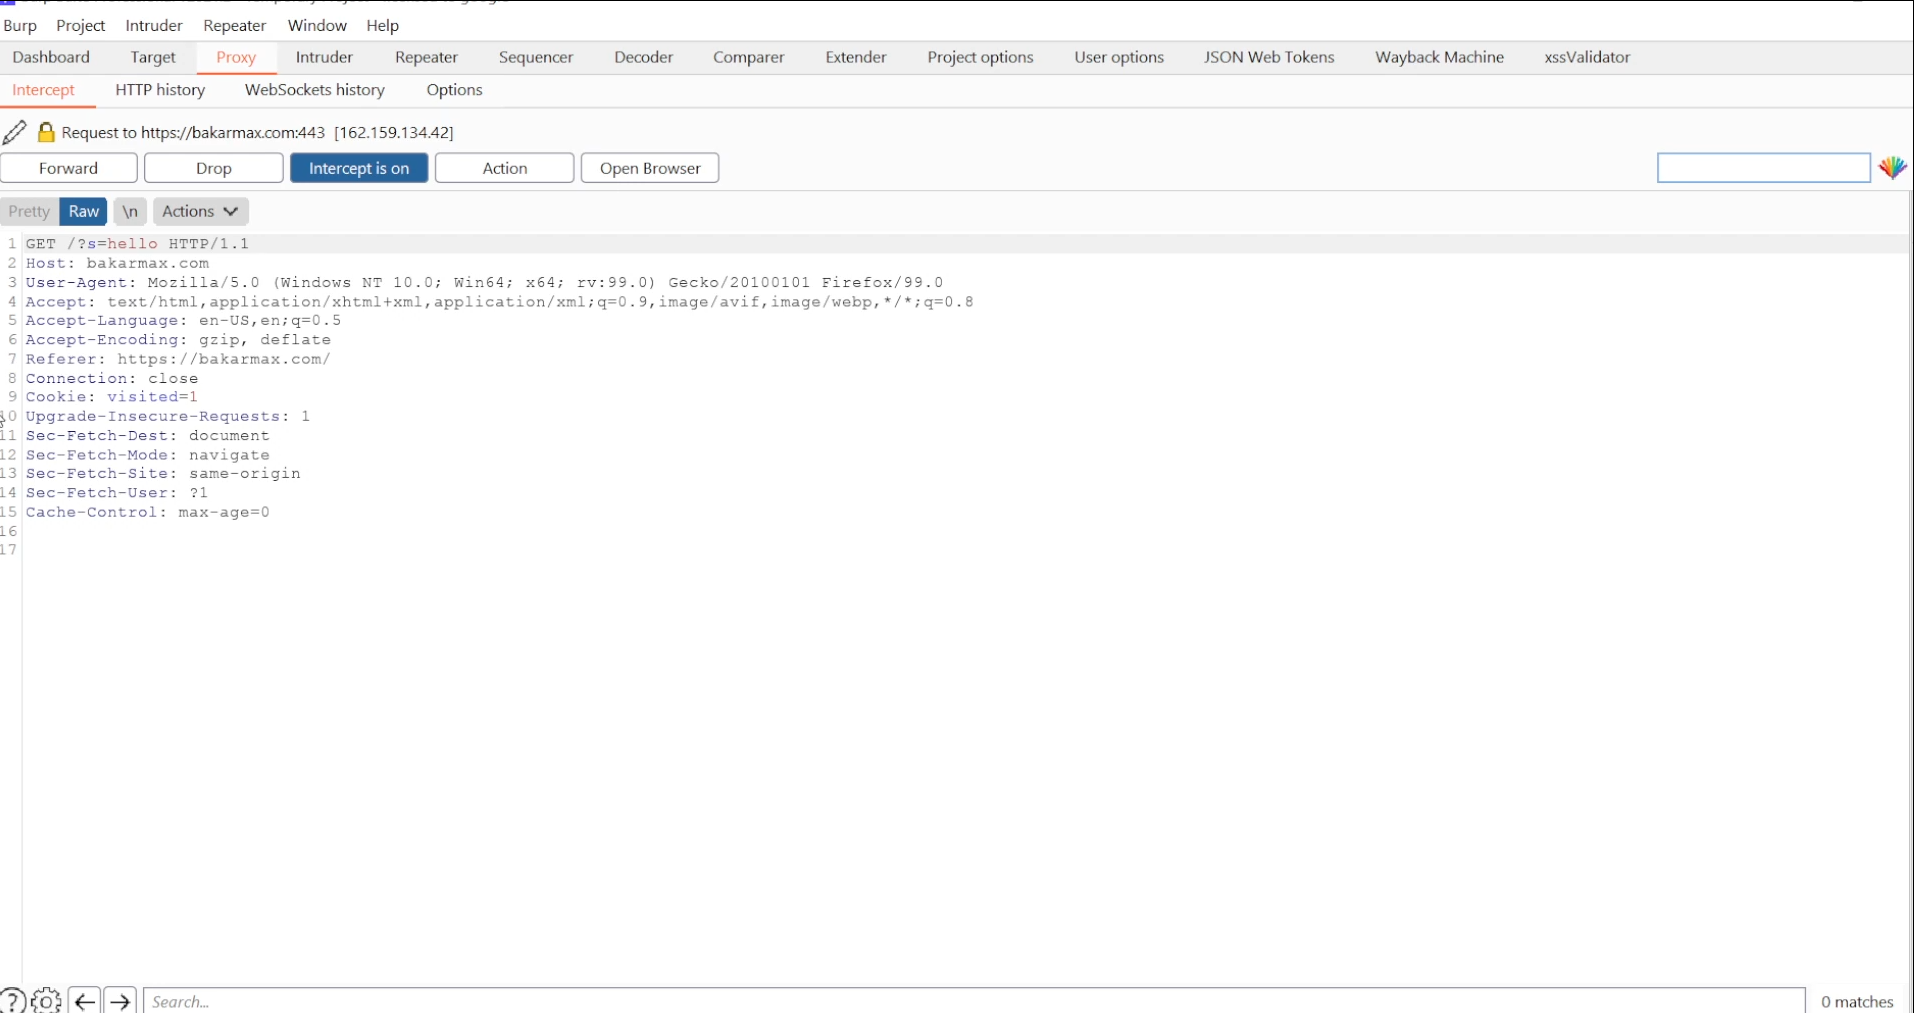 Burp Project Intruder Repeater Window Help
Dashboard Target Proxy Intruder Repeater Sequencer Decoder Comparer Extender Project options User options JSON Web Tokens Wayback Machine xssValidator
Intercept HTTP history WebSockets history Options
Request to https://bakarmax.com:443 [162.159.134.42]
Forward Drop Intercept is on Action Open Browser
Pretty Raw \n Actions
1 GET /?s=hello HTTP/1.1
2 Host: bakarmax.com
3 User-Agent: Mozilla/5.0 (Windows NT 10.0; Win64; x64; rv:99.0) Gecko/20100101 Firefox/99.0
4 Accept: text/html,application/xhtml+xml,application/xml;q=0.9,image/avif,image/webp,*/*;q=0.8
5 Accept-Language: en-US,en;q=0.5
6 Accept-Encoding: gzip, deflate
7 Referer: https://bakarmax.com/
8 Connection: close
9 Cookie: visited=1
10 Upgrade-Insecure-Requests: 1
11 Sec-Fetch-Dest: document
12 Sec-Fetch-Mode: navigate
13 Sec-Fetch-Site: same-origin
14 Sec-Fetch-User: ?1
15 Cache-Control: max-age=0
16
17
? Search... 0 matches